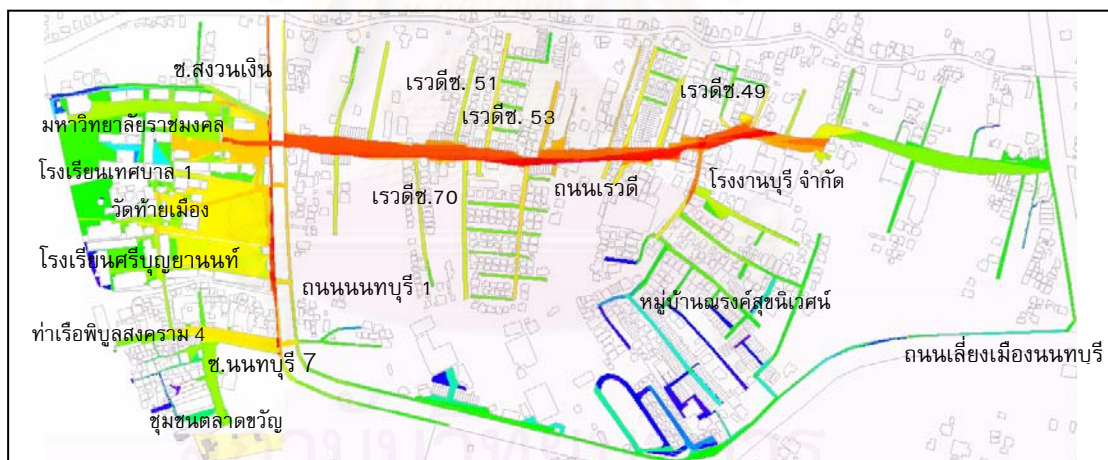 ซ.สงวนเงิน
เรวดีซ. 51
เรวดีซ.49
เรวดีซ. 53
มหาวิทยาลัยราชมงคล
โรงเรียนเทศบาล 1
เรวดีซ.70
ถนนเรวดี
โรงงานบุรี จำกัด
วัดท้ายเมือง
โรงเรียนศรีบุญยานนท์
ถนนนนทบุรี 1
หมู่บ้านณรงค์สุขนิเวศน์
ท่าเรือพิบูลสงคราม 4
ซ.นนทบุรี 7
ถนนเลี่ยงเมืองนนทบุรี
ชุมชนตลาดขวัญ